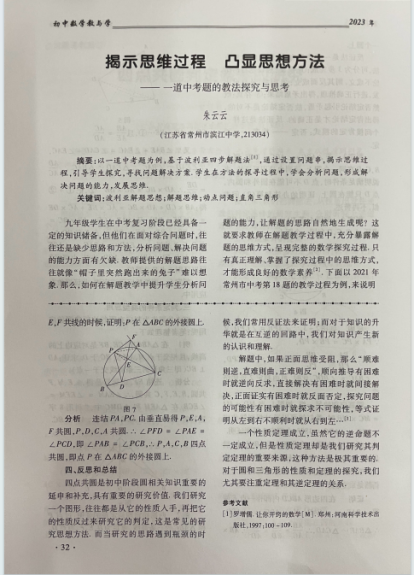 初中数学教与学
2023 年
揭示思维过程　凸显思想方法
—— 一道中考题的教法探究与思考
朱云云
(江苏省常州市滨江中学,213034)
摘要:以一道中考题为例,基于波利亚四步解题法[1],通过设置问题串,揭示思维过
程,引导学生探究,寻找问题解决方案.学生在方法的探寻过程中,学会分析问题,形成解
决问题的能力,发展思维.
关键词:波利亚解题思想;解题思维;动点问题;直角三角形
九年级学生在中考复习阶段已经具备一
定的知识储备,但他们在面对综合问题时,往
往还是缺少思路和方法,分析问题、解决问题
的能力方面有欠缺.教师提供的解题思路往
往就像“帽子里突然跑出来的兔子”难以想
象.那么,如何在解题教学中提升学生分析问
题的能力,让解题的思路自然地生成呢?这
就要求教师在解题教学过程中,充分暴露解
题的思维方式,呈现完整的数学探究过程.只
有真正理解、掌握了探究过程中的思维方式,
才能形成良好的数学素养[2].下面以 2021 年
常州市中考第 18 题的教学过程为例,来说明
E,F 共线的时候,证明:P 在 △ABC 的外接圆上.
F
P
A
E
C
B
D
图 7
分析　连结 PA,PC.由垂直易得 P,E,A,
F 共圆,P,D,C,A 共圆.∴∠PFD = ∠PAE =
∠PCD,即 ∠PAB = ∠PCB,∴P,A,C,B 四点
共圆,即点 P 在 △ABC 的外接圆上.
四、反思和总结
四点共圆是初中阶段圆相关知识重要的
延伸和补充,具有重要的研究价值.我们研究
一个图形,往往都是从它的性质入手,再把它
的性质反过来研究它的判定,这是常见的研
究思想方法.而当研究的思路遇到瓶颈的时
候,我们常用反证法来证明;而对于知识的升
华就是在互逆的回路中,我们对知识产生新
的认识和理解.
解题中,如果正面思维受阻,那么“顺难
则逆,直难则曲,正难则反”,顺向推导有困难
时就逆向反求,直接解决有困难时就间接解
决,正面证实有困难时就反面否定,探究问题
的可能性有困难时就探求不可能性,等式证
明从左到右不顺利时就从右到左…[1].
一个性质定理成立,虽然它的逆命题不
一定成立,但是性质定理却是我们研究其判
定定理的重要来源,这种方法是极其重要的.
对于圆和三角形的性质和定理的探究,我们
尤其要注重定理和其逆定理的关系.
参考文献
[1] 罗增儒.让你开窍的数学[M].郑州:河南科学技术出
版社,1997:100-109.
· 32 ·